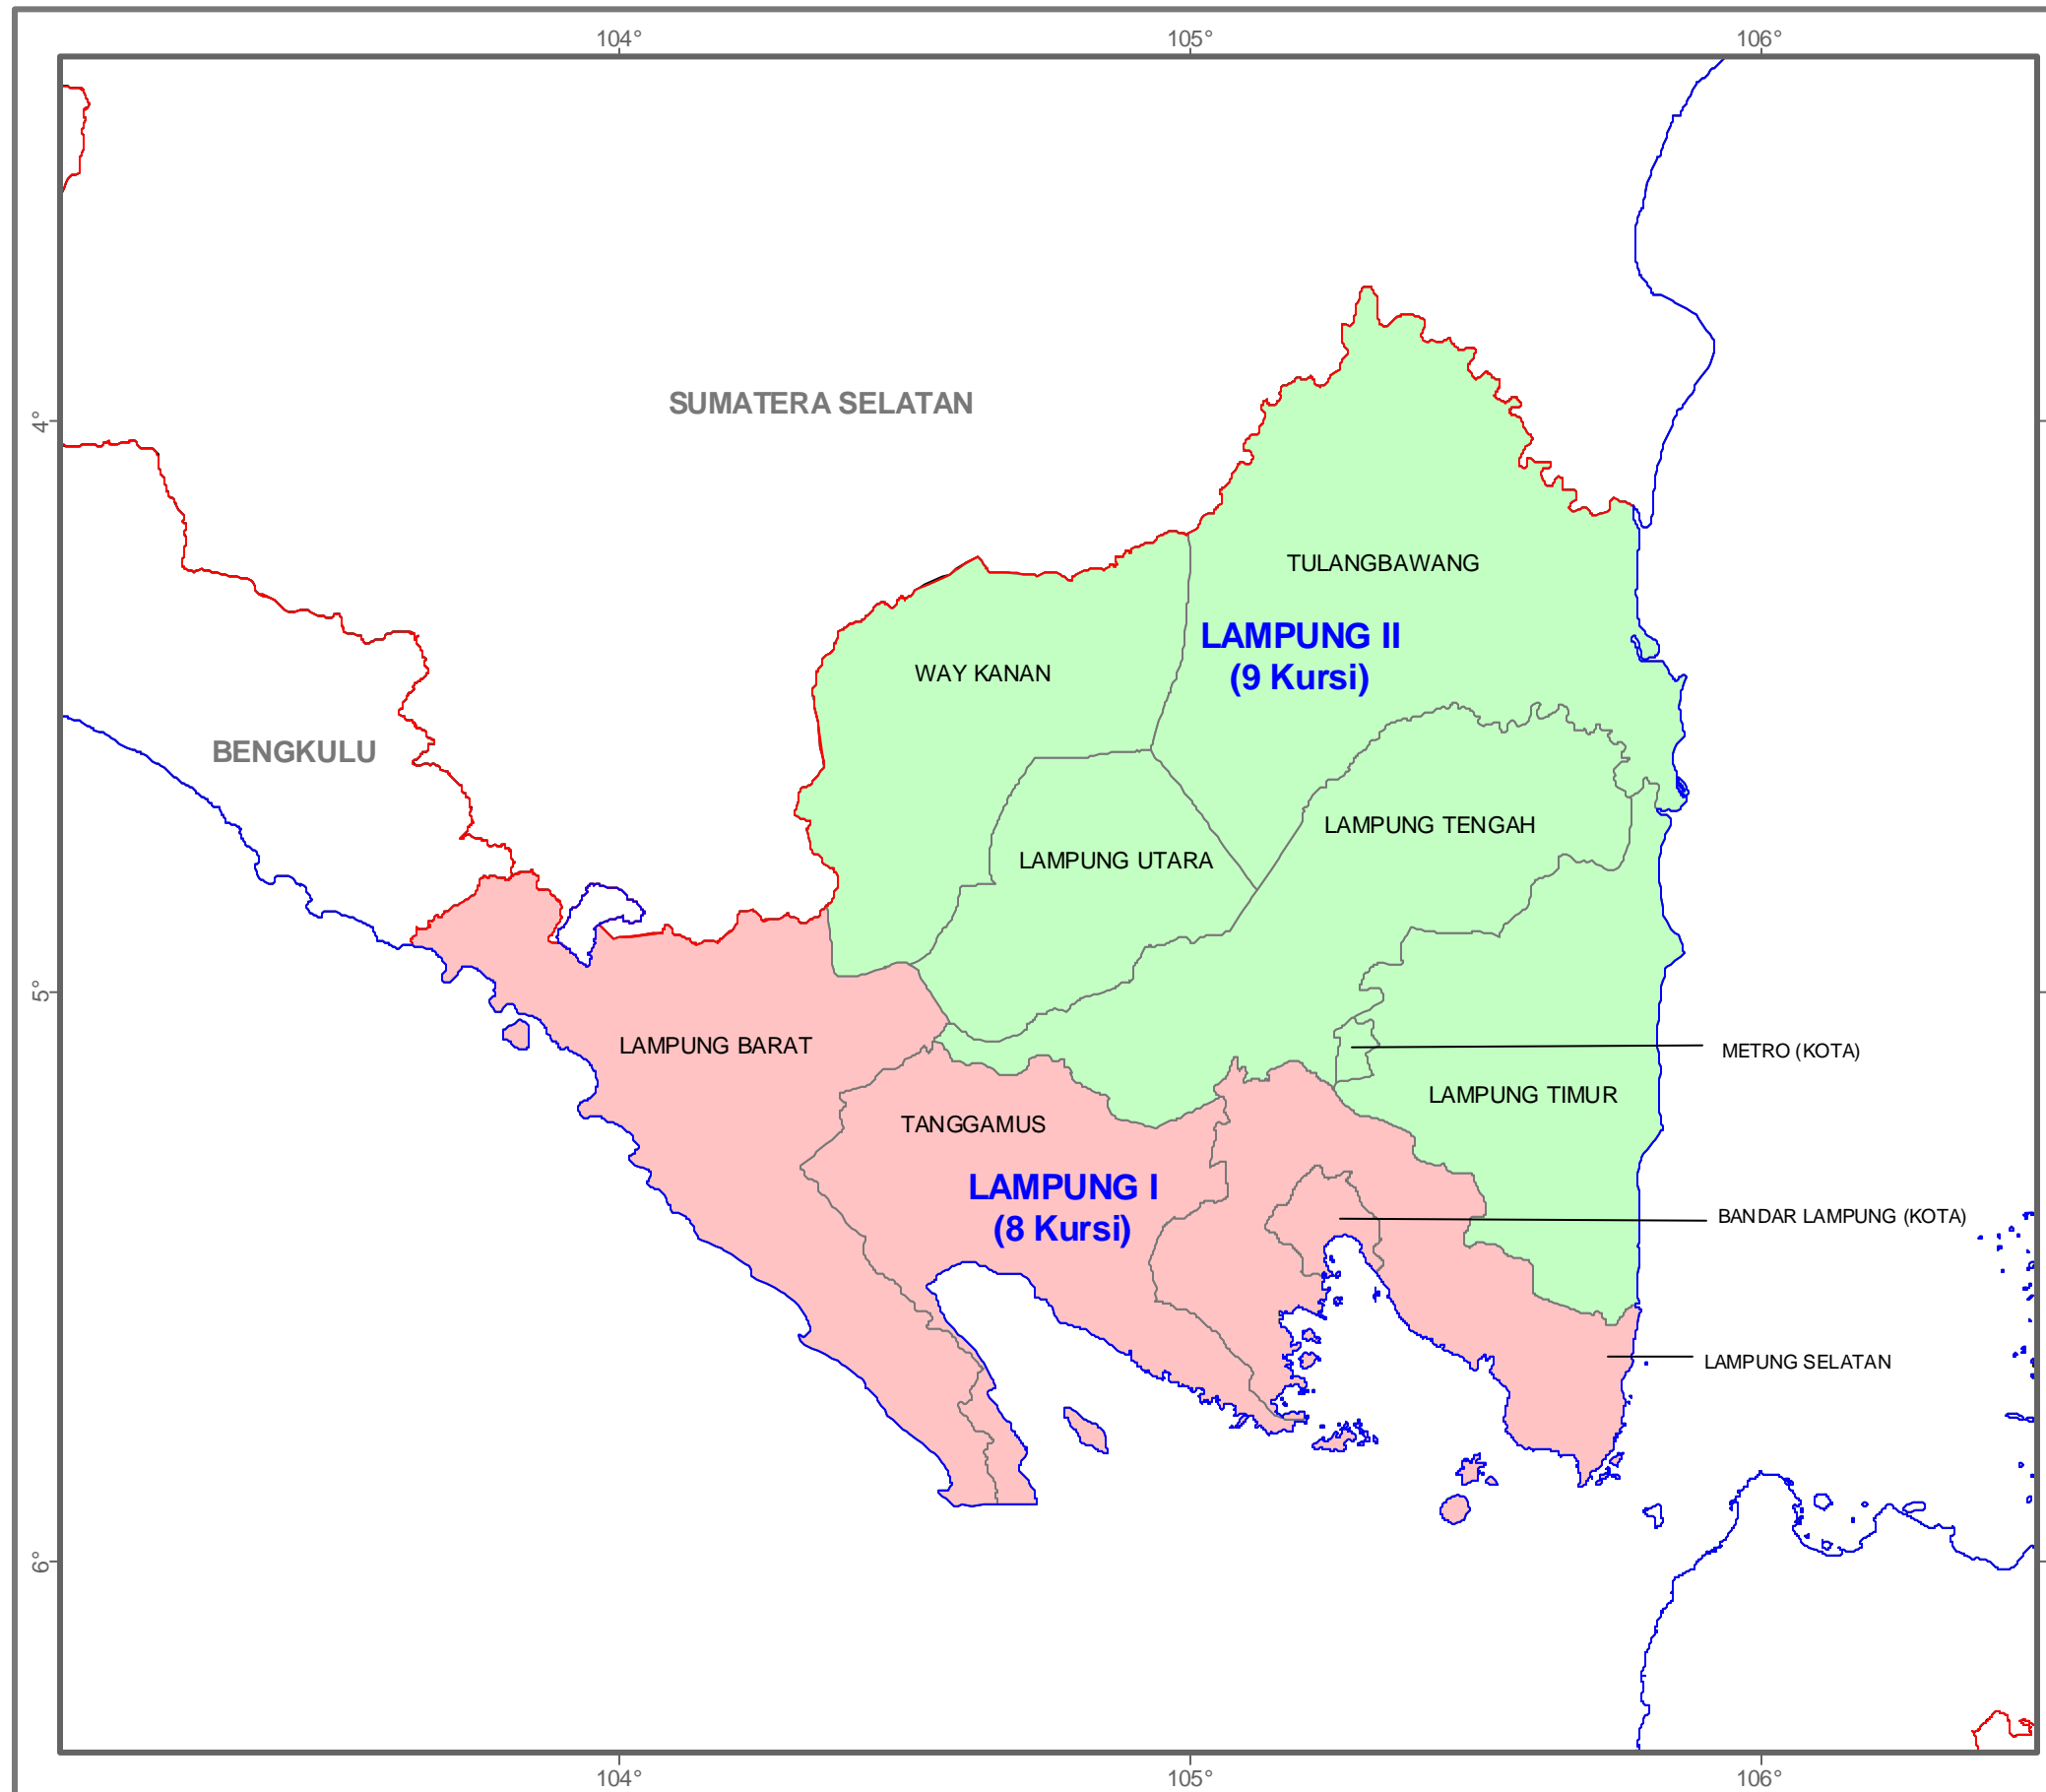 104°
105°
106°
4°
SUMATERA SELATAN
TULANGBAWANG
LAMPUNG II
(9 Kursi)
WAY KANAN
BENGKULU
LAMPUNG TENGAH
LAMPUNG UTARA
5°
LAMPUNG BARAT
METRO (KOTA)
LAMPUNG TIMUR
TANGGAMUS
LAMPUNG I
(8 Kursi)
BANDAR LAMPUNG (KOTA)
LAMPUNG SELATAN
6°
104°
105°
106°